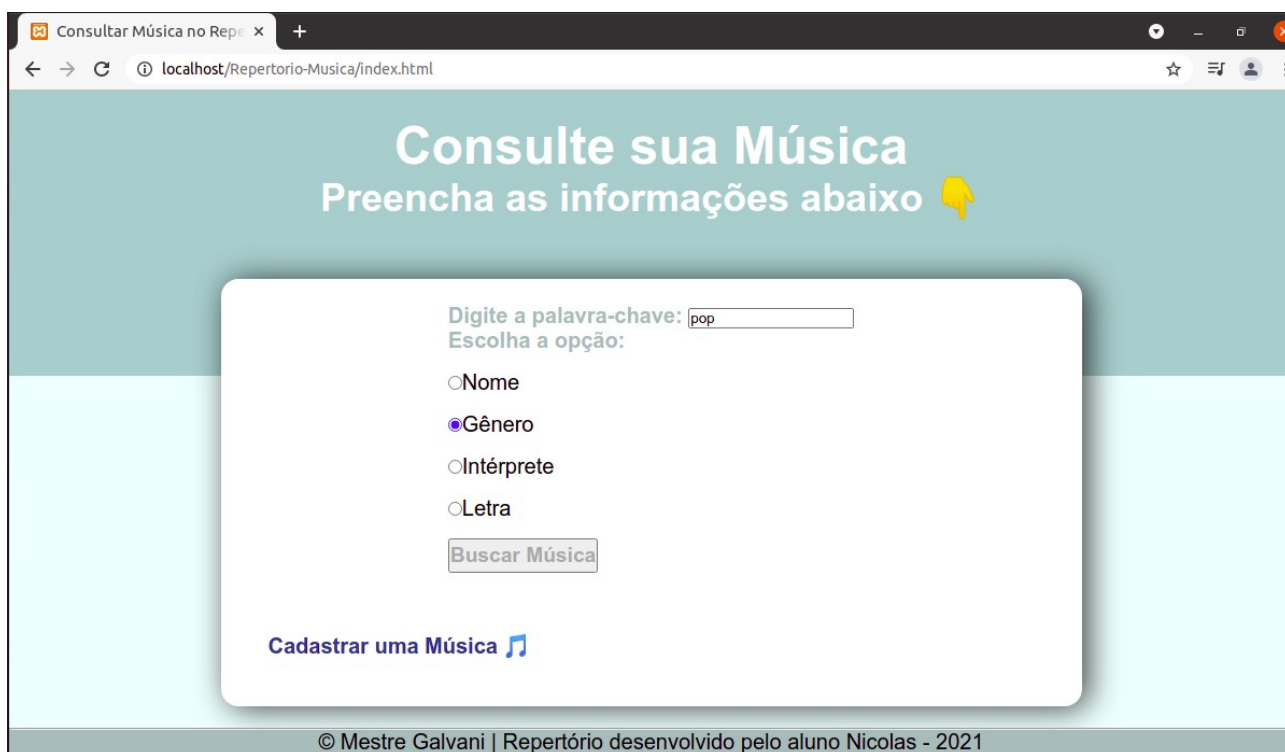 Consultar Música no Repe
localhost/Repertorio-Musica/index.html
Consulte sua Música
Preencha as informações abaixo 👇
Digite a palavra-chave: pop
Escolha a opção:
Nome
Gênero
Intérprete
Letra
Buscar Música
Cadastrar uma Música 🎵
© Mestre Galvani | Repertório desenvolvido pelo aluno Nicolas - 2021